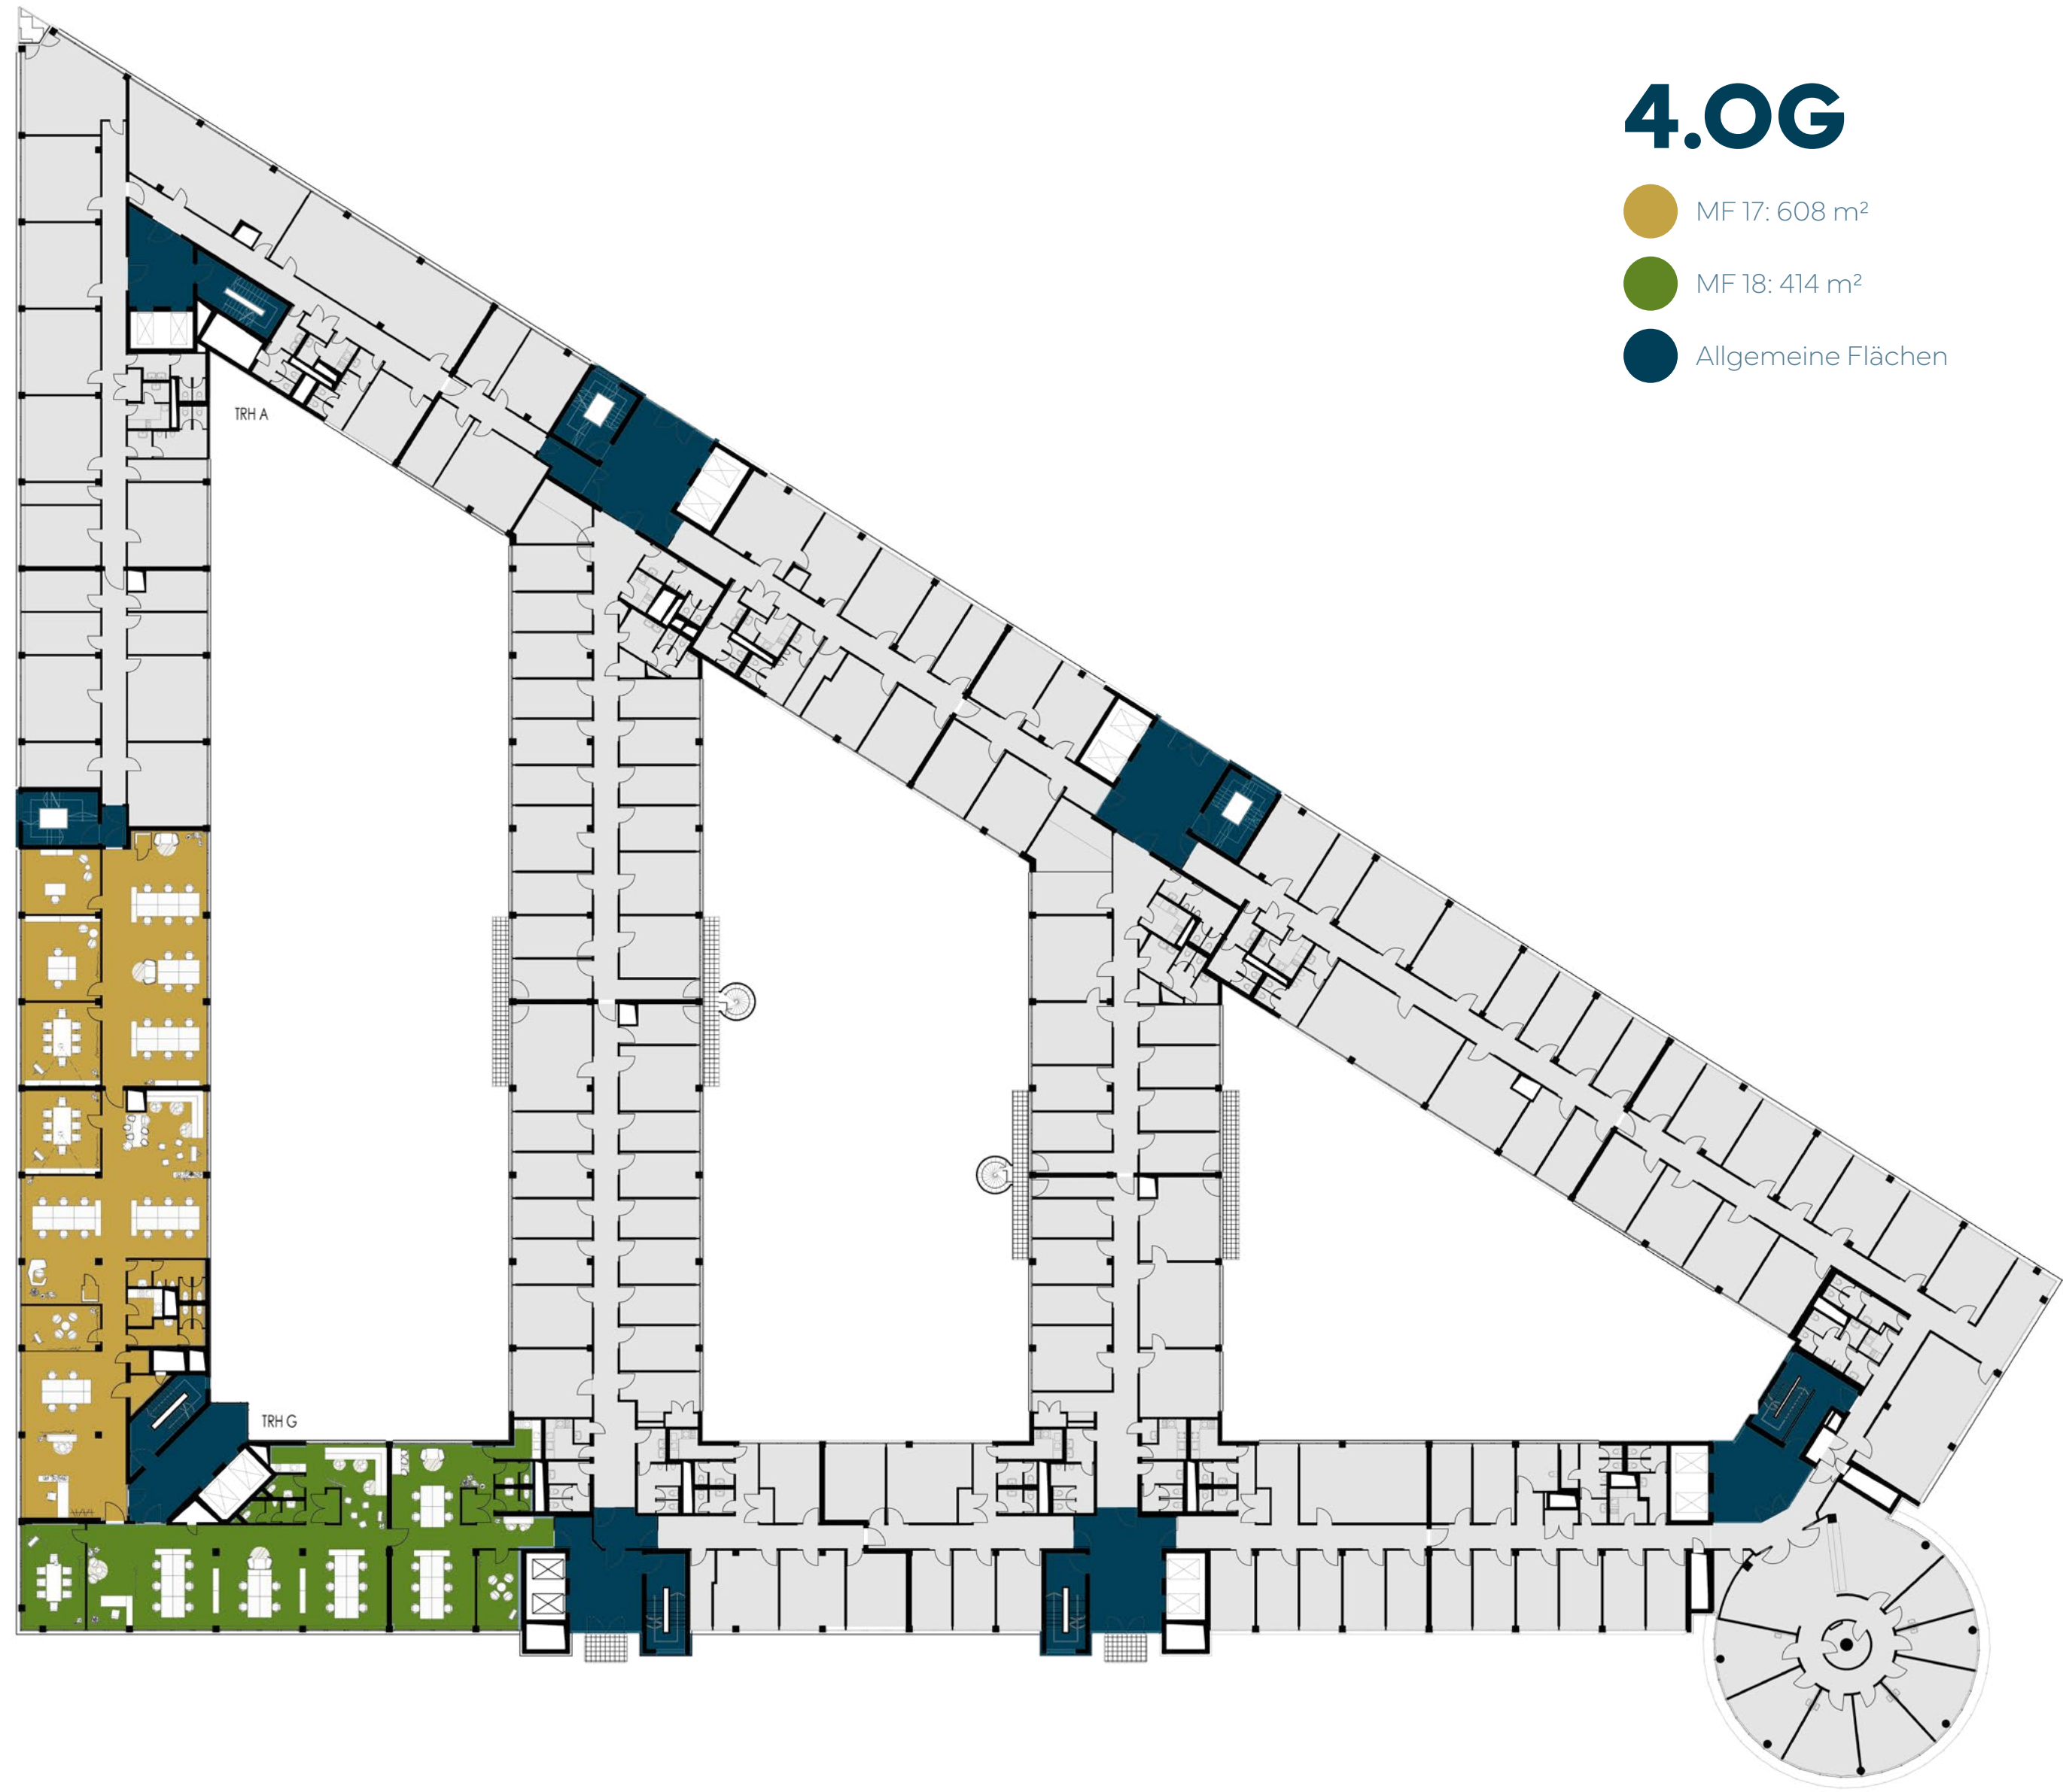 4.OG
MF 17: 608 m²
MF 18: 414 m²
Allgemeine Flächen
TRH A
TRH G